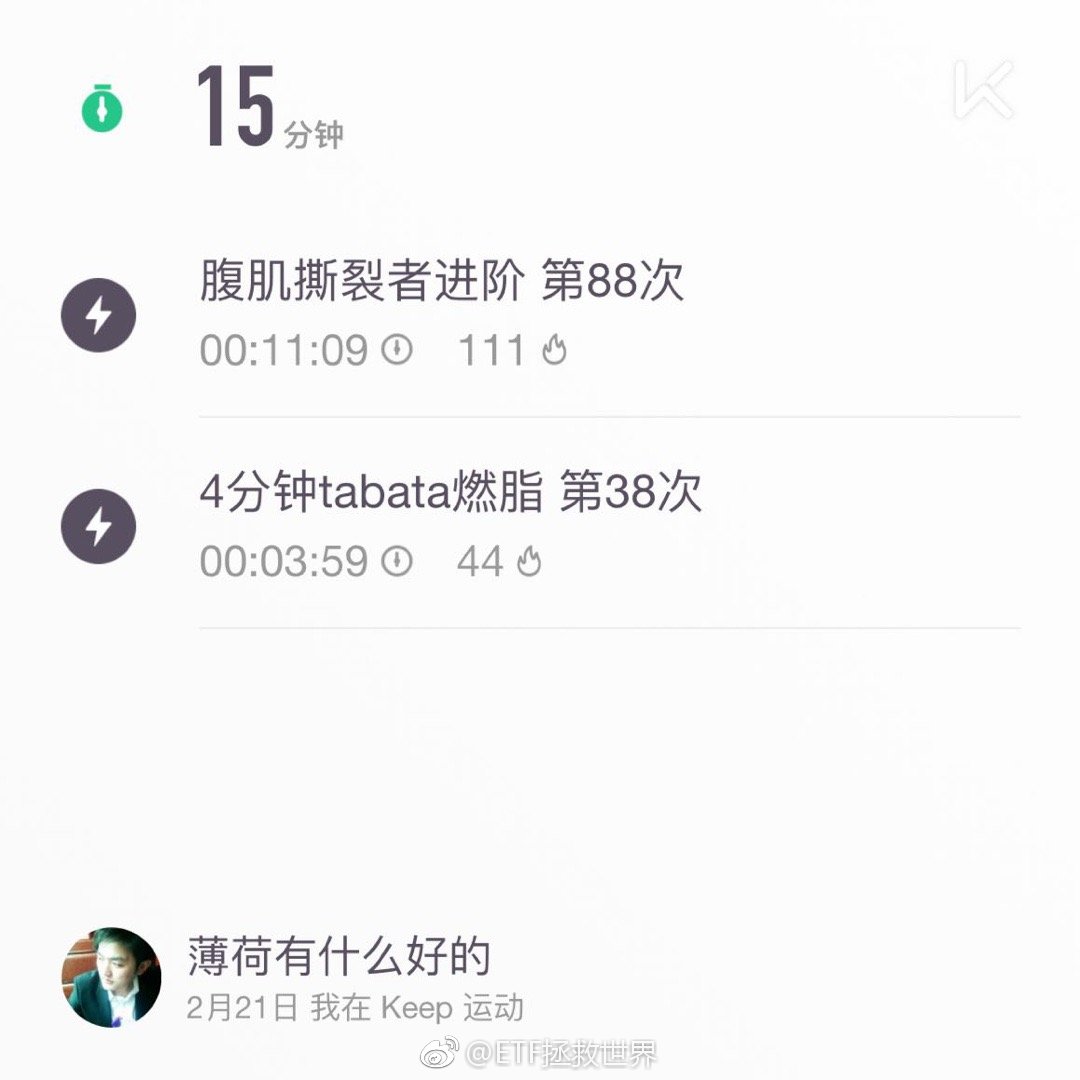 15分钟
腹肌撕裂者进阶 第88次
00:11:09 111
4分钟tabata燃脂 第38次
00:03:59 44
薄荷有什么好的
2月21日 我在 Keep 运动
@ETF拯救世界